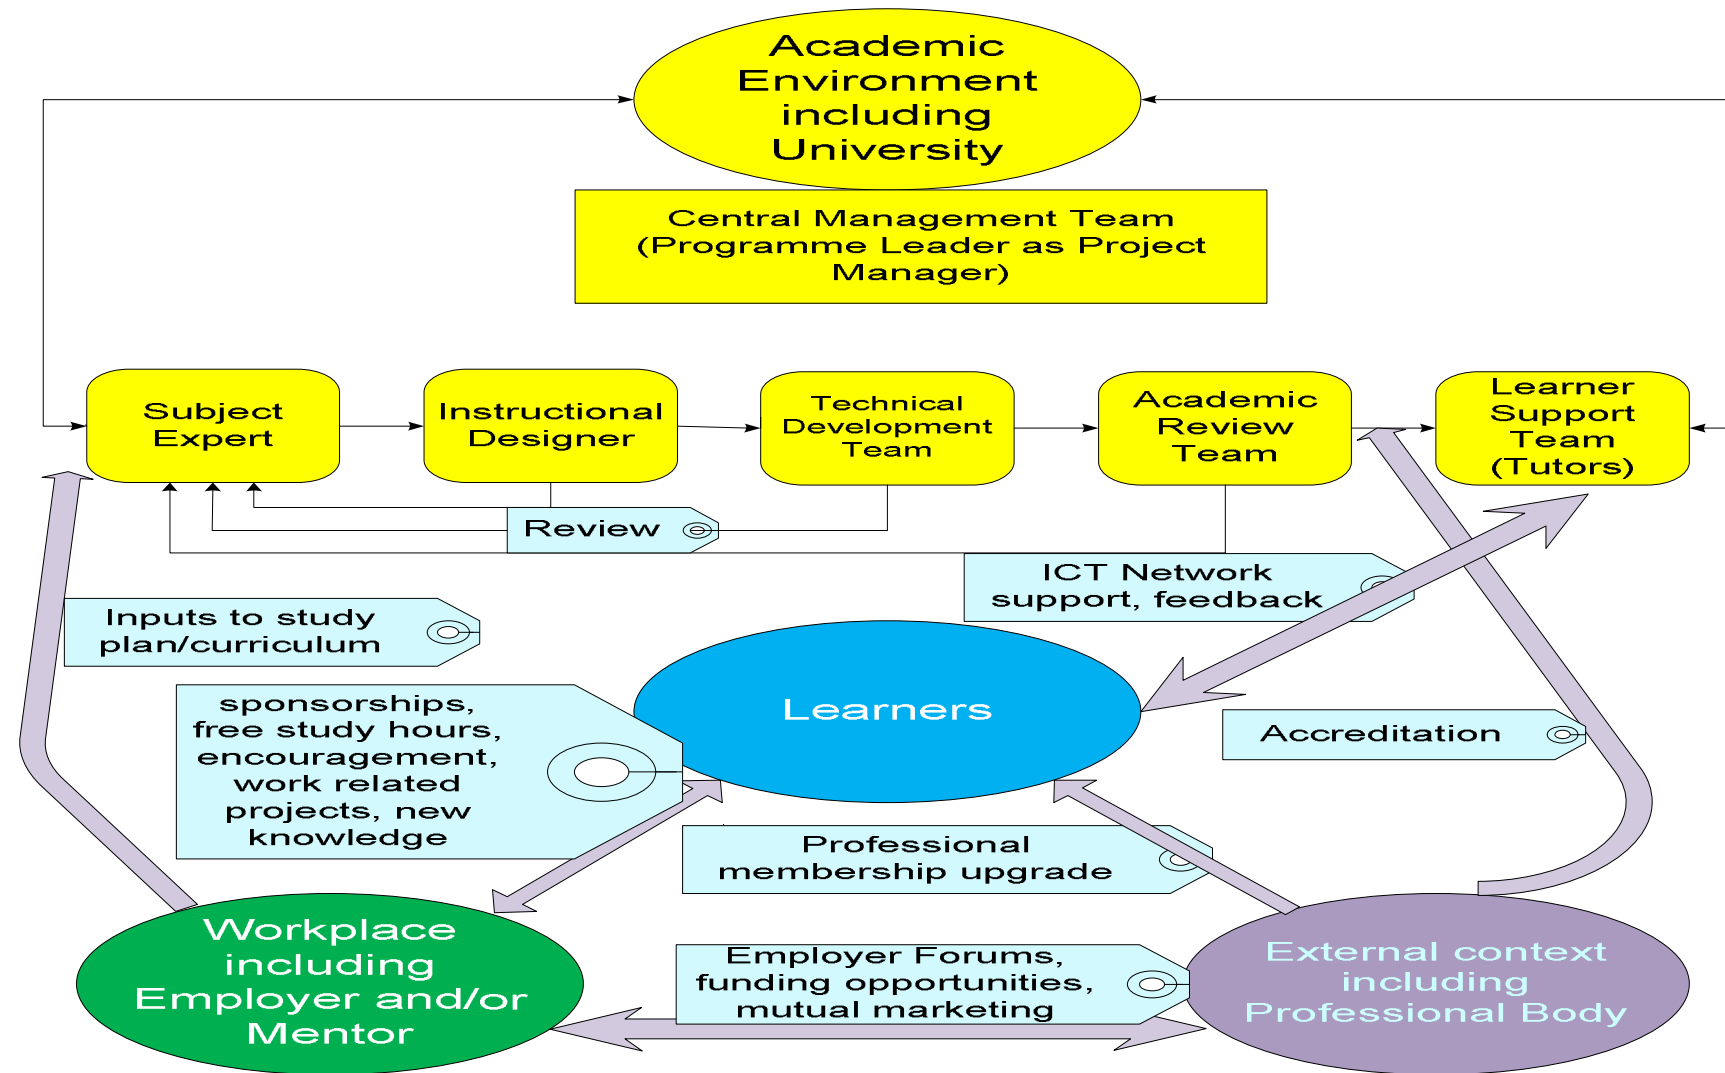 Academic
Environment
including
University
Central Management Team
(Programme Leader as Project
Manager)
Subject
Expert
Instructional
Designer
Technical
Development
Team
Academic
Review
Team
Learner
Support
Team
(Tutors)
Review
ICT Network
support, feedback
Inputs to study
plan/curriculum
sponsorships,
free study hours,
encouragement,
work related
projects, new
knowledge
Learners
Accreditation
Professional
membership upgrade
Workplace
including
Employer and/or
Mentor
Employer Forums,
funding opportunities,
mutual marketing
External context
including
Professional Body